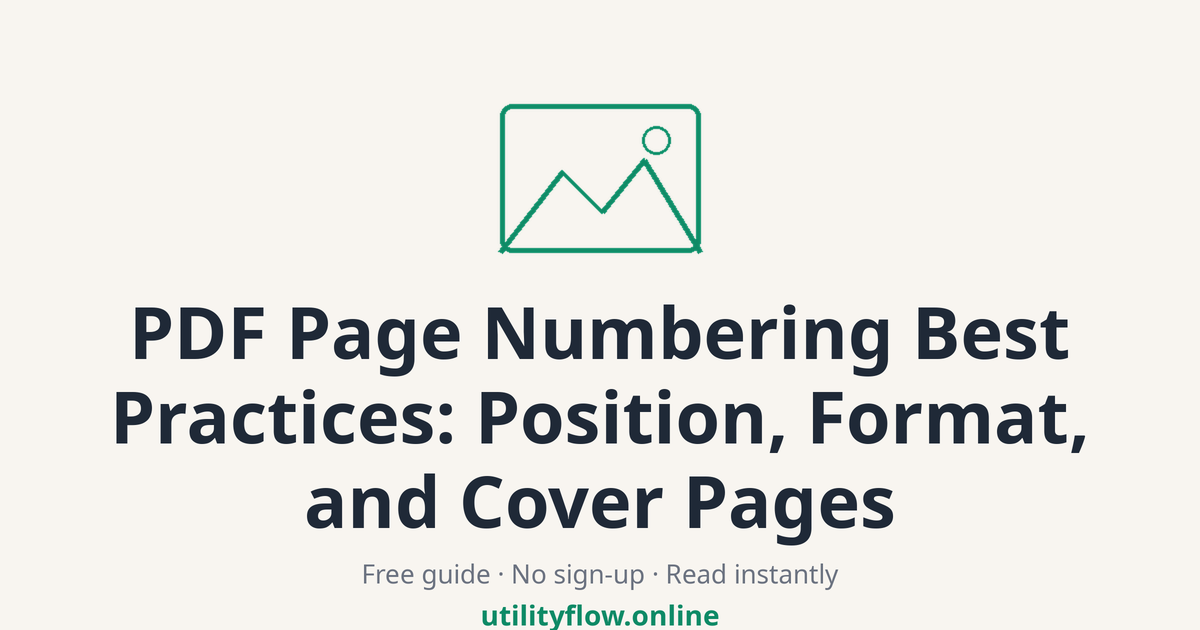 PDF Page Numbering Best
Practices: Position, Format,
and Cover Pages
Free guide · No sign-up · Read instantly
utilityflow.online